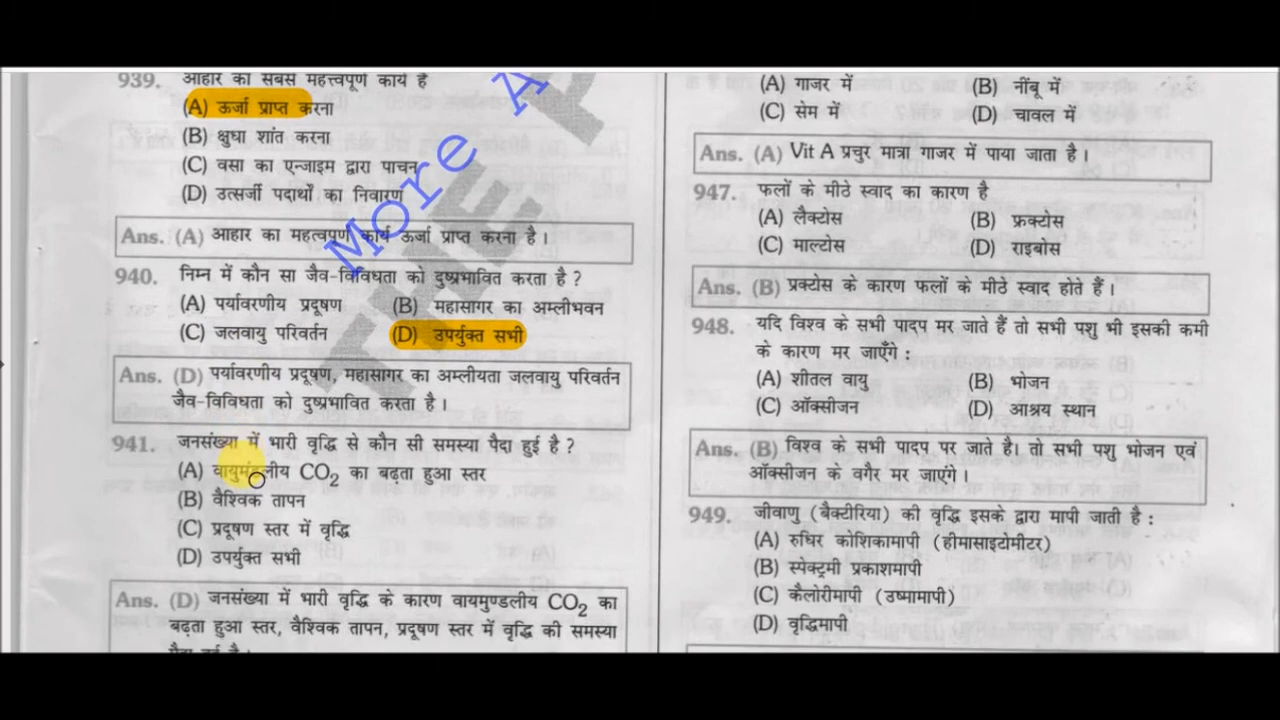 939. आहार का सबसे महत्त्वपूर्ण कार्य है
(A) ऊर्जा प्राप्त करना
(B) क्षुधा शांत करना
(C) वसा का एन्जाइम द्वारा पाचन
(D) उत्सर्जी पदार्थो का निवारण
Ans. (A) आहार का महत्वपूर्ण कार्य ऊर्जा प्राप्त करना है।
940. निम्न में कौन सा जैव-विविधता को दुष्प्रभावित करता है ?
(A) पर्यावरणीय प्रदूषण (B) महासागर का अम्लीभवन
(C) जलवायु परिवर्तन (D) उपर्युक्त सभी
Ans. (D) पर्यावरणीय प्रदूषण, महासागर का अम्लीयता जलवायु परिवर्तन
जैव-विविधता को दुष्प्रभावित करता है।
941. जनसंख्या में भारी वृद्धि से कौन सी समस्या पैदा हुई है ?
(A) वायुमंडलीय CO2 का बढ़ता हुआ स्तर
(B) वैश्विक तापन
(C) प्रदूषण स्तर में वृद्धि
(D) उपर्युक्त सभी
Ans. (D) जनसंख्या में भारी वृद्धि के कारण वायमुण्डलीय CO2 का
बढ़ता हुआ स्तर, वैश्विक तापन, प्रदूषण स्तर में वृद्धि की समस्या
पैदा हुई है।
More A
THE P
(A) गाजर में (B) नींबू में
(C) सेम में (D) चावल में
Ans. (A) Vit A प्रचुर मात्रा गाजर में पाया जाता है।
947. फलों के मीठे स्वाद का कारण है
(A) लैक्टोस (B) फ्रक्टोस
(C) माल्टोस (D) राइबोस
Ans. (B) प्रक्टोस के कारण फलों के मीठे स्वाद होते हैं।
948. यदि विश्व के सभी पादप मर जाते हैं तो सभी पशु भी इसकी कमी
के कारण मर जाएँगे :
(A) शीतल वायु (B) भोजन
(C) ऑक्सीजन (D) आश्रय स्थान
Ans. (B) विश्व के सभी पादप पर जाते है। तो सभी पशु भोजन एवं
ऑक्सीजन के वगैर मर जाएंगे।
949. जीवाणु (बैक्टीरिया) की वृद्धि इसके द्वारा मापी जाती है :
(A) रुधिर कोशिकामापी (हीमासाइटोमीटर)
(B) स्पेक्ट्रमी प्रकाशमापी
(C) कैलोरीमापी (उष्मामापी)
(D) वृद्धिमापी